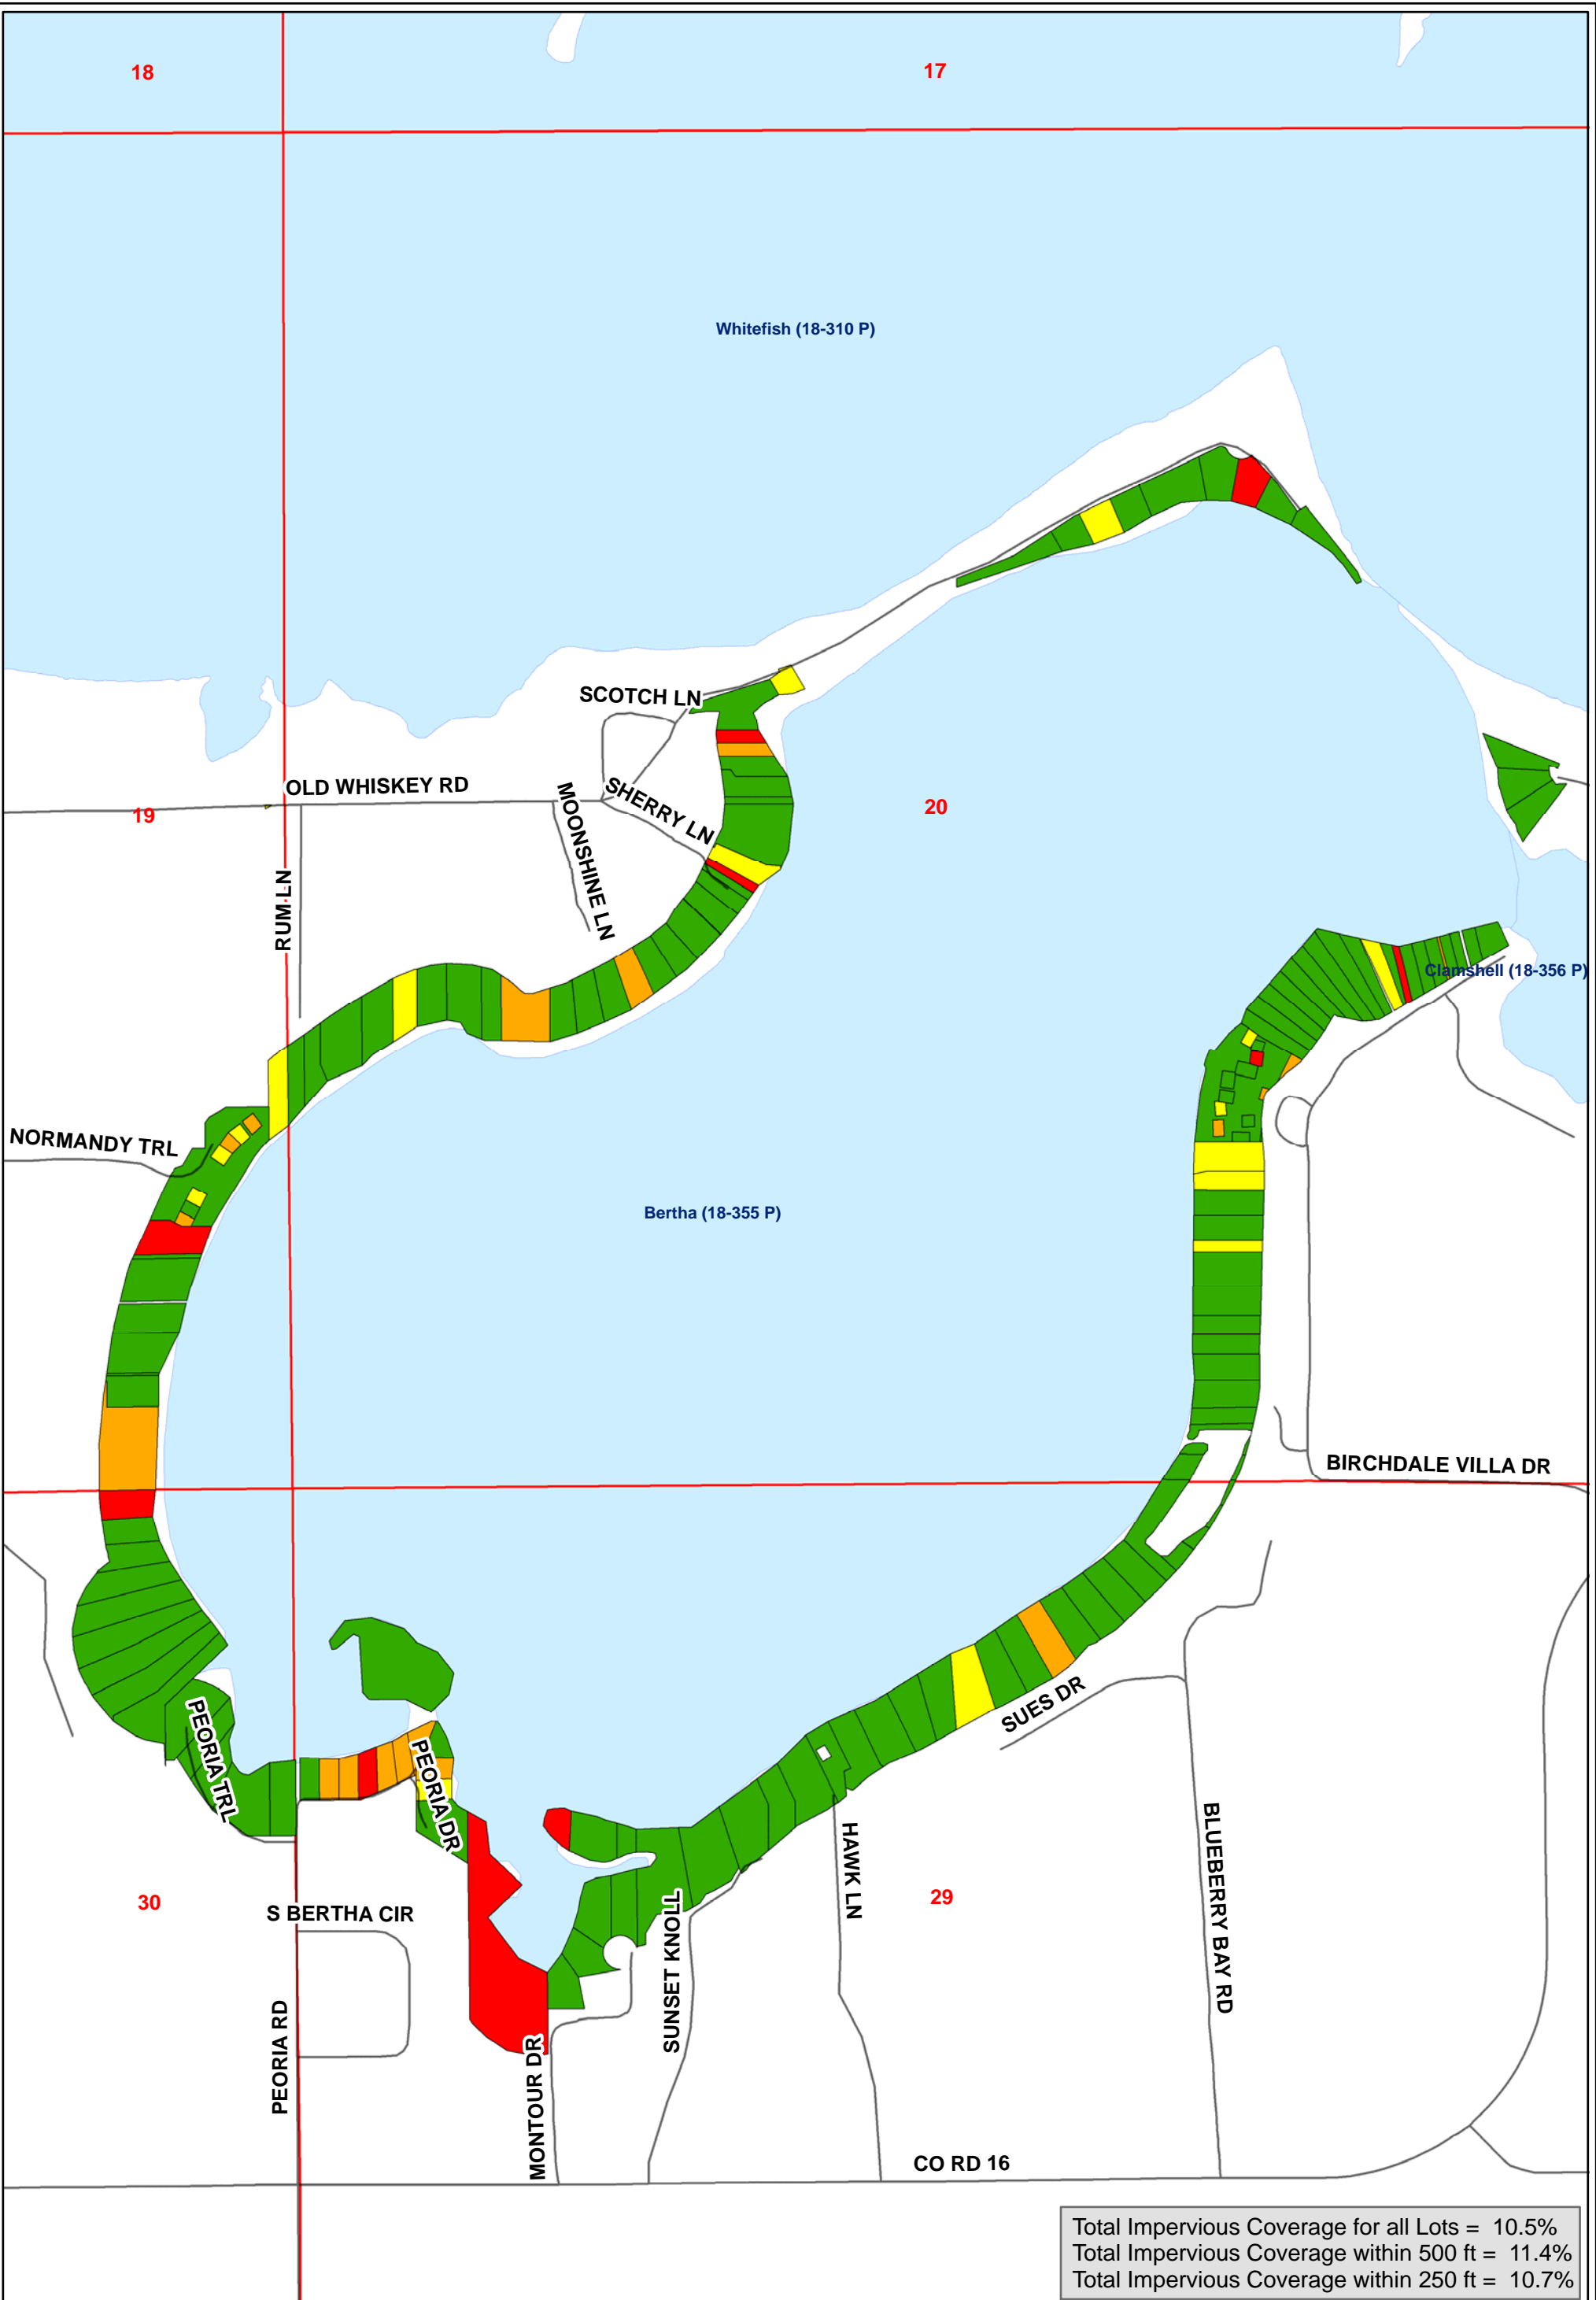 18
17
Whitefish (18-310 P)
SCOTCH LN
OLD WHISKEY RD
19
MOONSHINE LN
SHERRY LN
20
RUM LN
Clamshell (18-356 P)
NORMANDY TRL
Bertha (18-355 P)
BIRCHDALE VILLA DR
PEORIA TRL
PEORIA DR
SUES DR
30
S BERTHA CIR
SUNSET KNOLL
HAWK LN
29
BLUEBERRY BAY RD
PEORIA RD
MONTOUR DR
CO RD 16
Total Impervious Coverage for all Lots = 10.5%
Total Impervious Coverage within 500 ft = 11.4%
Total Impervious Coverage within 250 ft = 10.7%